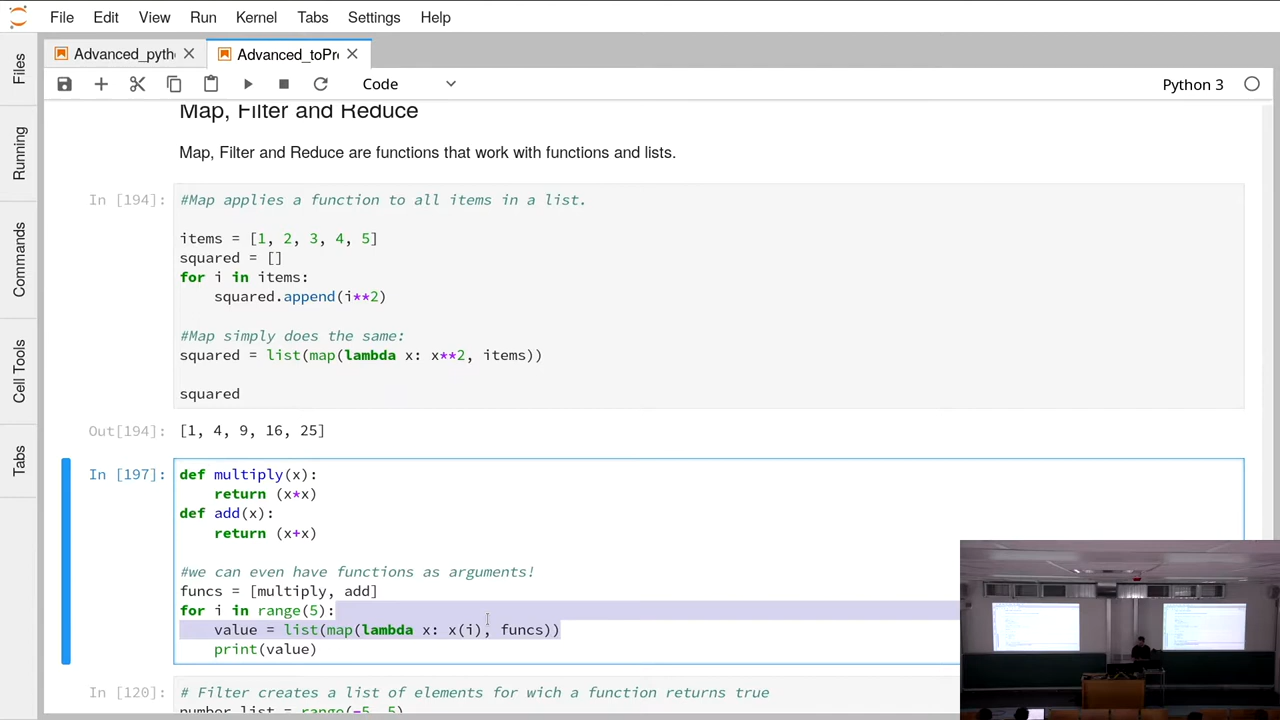 File Edit View Run Kernel Tabs Settings Help
Advanced_pyth
Advanced_toPr
Code
Python 3
Files
Running
Commands
Cell Tools
Tabs
Map, Filter and Reduce
Map, Filter and Reduce are functions that work with functions and lists.
In [194]:
#Map applies a function to all items in a list.
items = [1, 2, 3, 4, 5]
squared = []
for i in items:
    squared.append(i**2)
#Map simply does the same:
squared = list(map(lambda x: x**2, items))
squared
Out[194]: [1, 4, 9, 16, 25]
In [197]:
def multiply(x):
    return (x*x)
def add(x):
    return (x+x)
#we can even have functions as arguments!
funcs = [multiply, add]
for i in range(5):
    value = list(map(lambda x: x(i), funcs))
    print(value)
In [120]:
# Filter creates a list of elements for wich a function returns true
number_list = range(-5, 5)